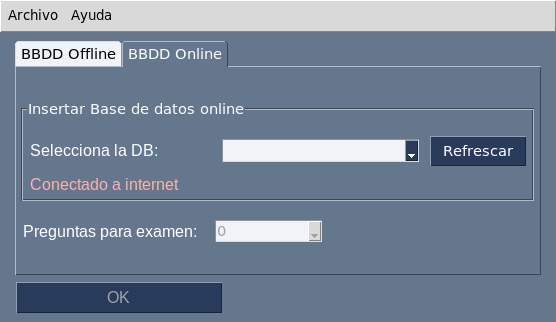 Archivo Ayuda
BBDD Offline BBDD Online
Insertar Base de datos online
Selecciona la DB: Refrescar
Conectado a internet
Preguntas para examen: 0
OK